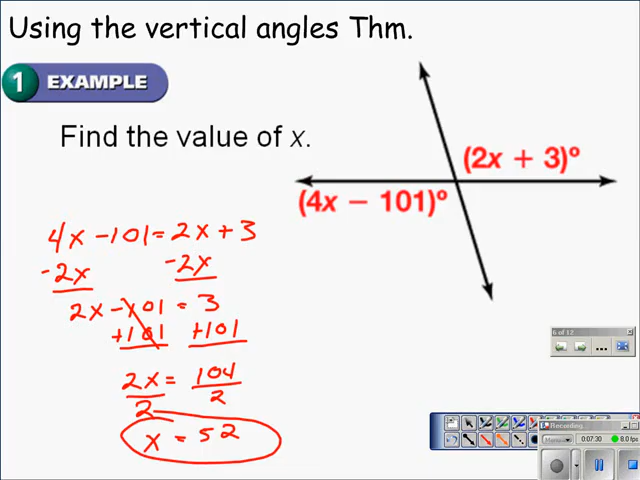 Using the vertical angles Thm.
1 EXAMPLE
Find the value of x.
(2x + 3)º
(4x − 101)º
4x -101 = 2x + 3
-2x -2x
2x - 101 = 3
+101 +101
2x = 104
2 2
x = 52
6 of 12
...
Recording...
Menu
0:07:30
8.0 fps